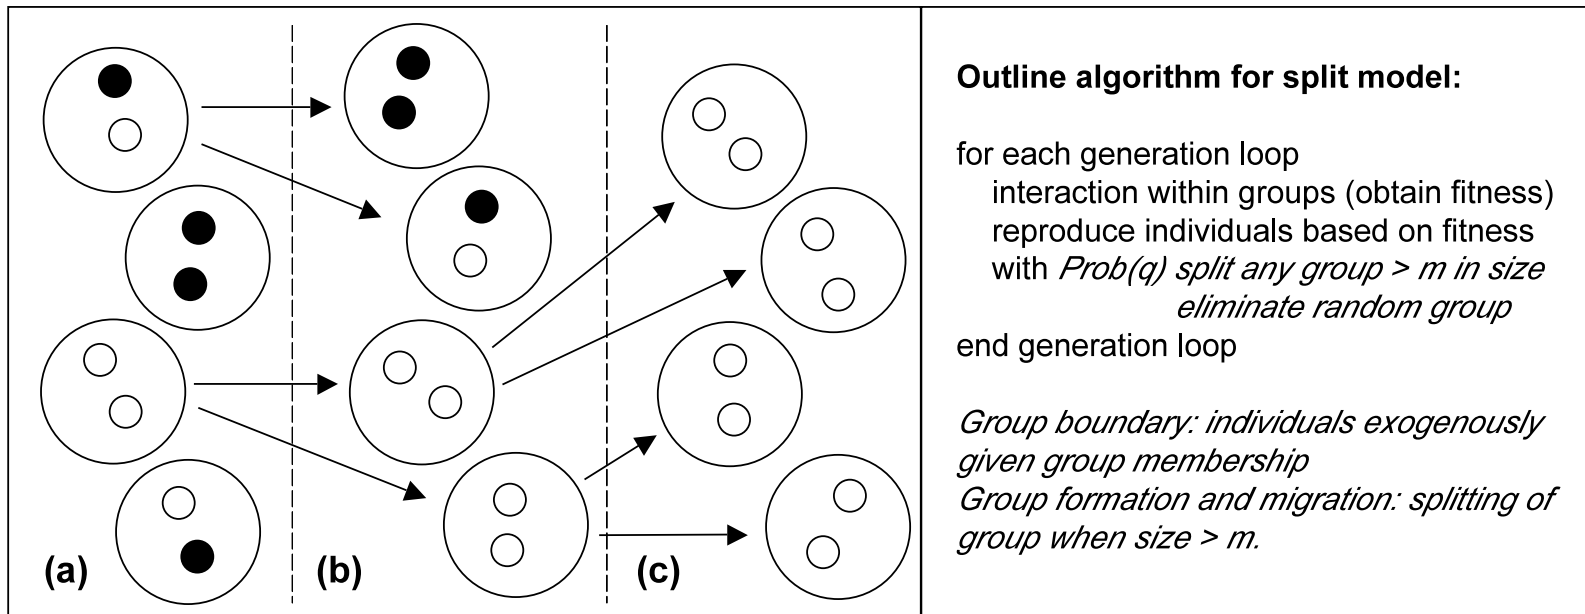 (a)
(b)
(c)
Outline algorithm for split model:
for each generation loop
interaction within groups (obtain fitness)
reproduce individuals based on fitness
with Prob(q) split any group > m in size
eliminate random group
end generation loop
Group boundary: individuals exogenously
given group membership
Group formation and migration: splitting of
group when size > m.